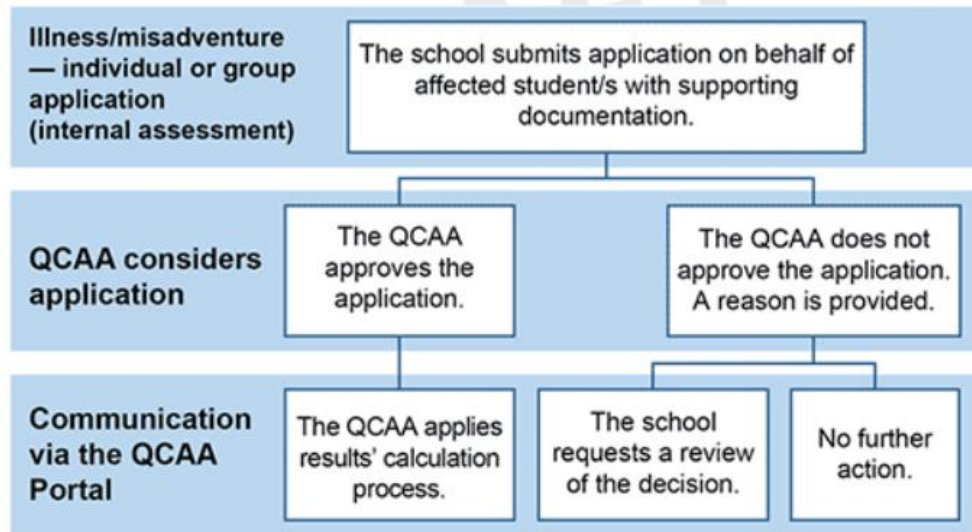 Illness/misadventure
— individual or group
application
(internal assessment)
The school submits application on behalf of
affected student/s with supporting
documentation.
QCAA considers
application
The QCAA
approves the
application.
The QCAA does not
approve the application.
A reason is provided.
Communication
via the QCAA
Portal
The QCAA applies
results' calculation
process.
The school
requests a review
of the decision.
No further
action.